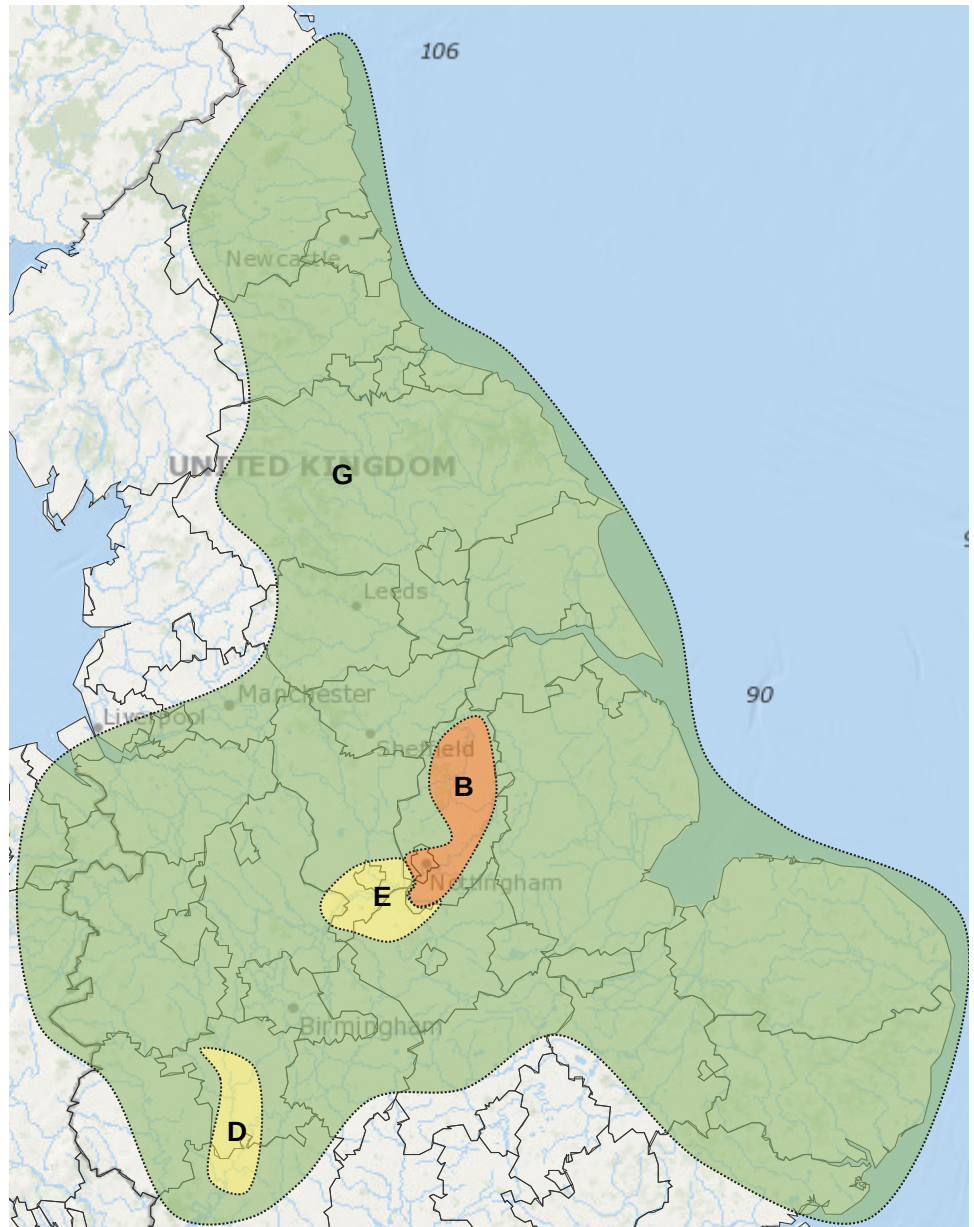 106
Newcastle
UNITED KINGDOM
G
Leeds
Manchester
90
Liverpool
Sheffield
B
Nottingham
E
Birmingham
D